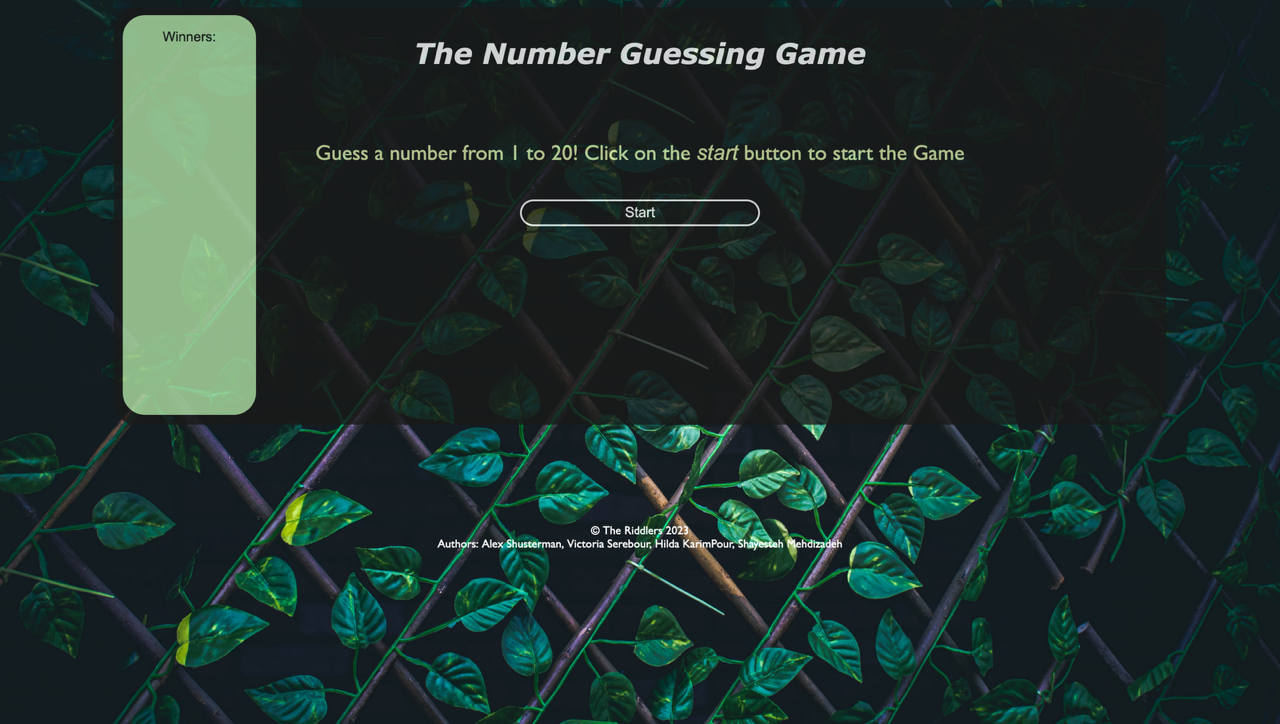 Winners:
The Number Guessing Game
Guess a number from 1 to 20! Click on the start button to start the Game
Start
© The Riddlers 2023
Authors: Alex Shusterman, Victoria Serebour, Hilda KarimPour, Shayesteh Mehdizadeh